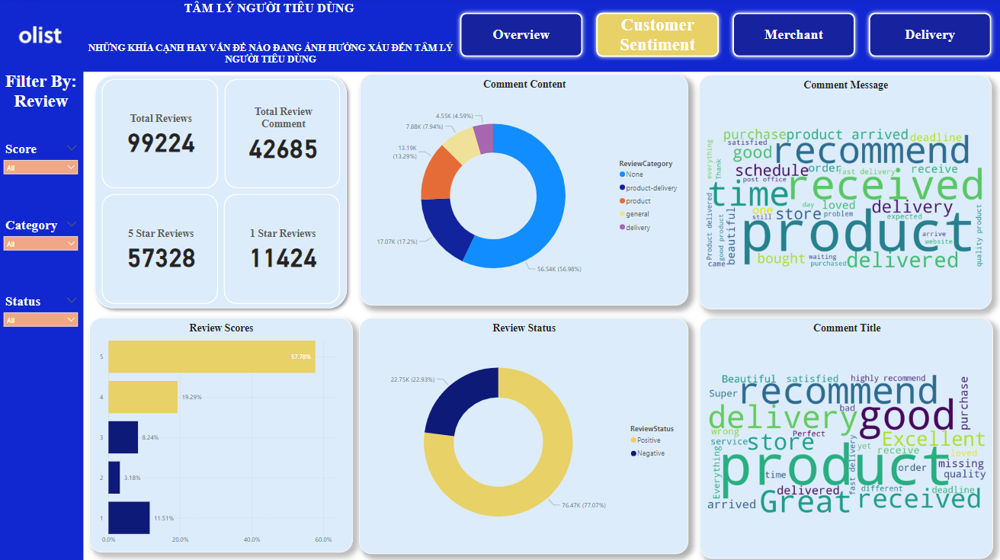 TÂM LÝ NGƯỜI TIÊU DÙNG
olist
NHỮNG KHÍA CẠNH HAY VẤN ĐỀ NÀO ĐANG ẢNH HƯỞNG XẤU ĐẾN TÂM LÝ
NGƯỜI TIÊU DÙNG
Overview
Customer
Sentiment
Merchant
Delivery
Filter By:
Review
Score
All
Category
All
Status
All
Total Reviews
99224
Total Review
Comment
42685
5 Star Reviews
57328
1 Star Reviews
11424
Comment Content
4.55K (4.59%)
7.88K (7.94%)
13.19K
(13.29%)
17.07K (17.2%)
56.54K (56.98%)
ReviewCategory
None
product-delivery
product
general
delivery
Comment Message
purchase
product arrived
deadline
satisfied
recommend
everything
Thank
good
schedule
order
fast delivery
receive
post office
time
received
Product delivered
good product
beautiful
one
day
loved
delivery
still
store
problem
expected
quality product
product
arrive
website
came
bought
waiting
purchased
delivered
Review Scores
5
57.78%
4
19.29%
3
8.24%
2
3.18%
1
11.51%
0.0%
20.0%
40.0%
60.0%
Review Status
22.75K (22.93%)
76.47K (77.07%)
ReviewStatus
Positive
Negative
Comment Title
Beautiful
satisfied
highly recommend
Super
recommend
purchase
delivery
bad
good
wrong
Perfect
service
store
Excellent
yet
receive
loved
Everything
product
fast delivery
order
missing
time
quality
delivered
different
deadline
arrived
Great
received